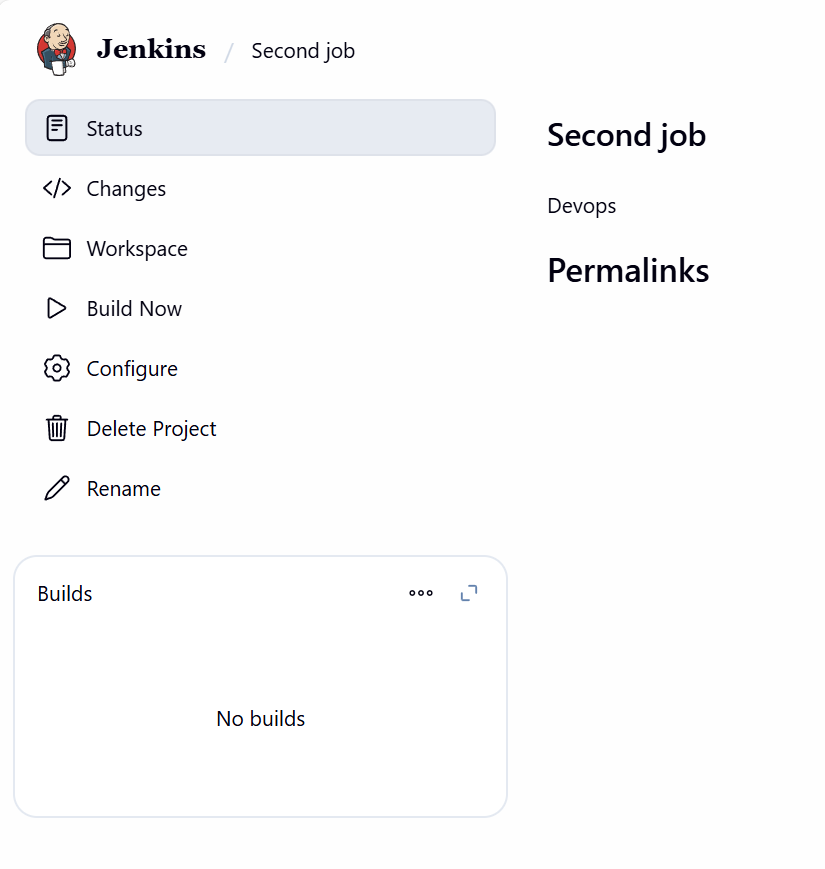 Jenkins / Second job
Status
Changes
Workspace
Build Now
Configure
Delete Project
Rename
Builds
No builds
Second job
Devops
Permalinks